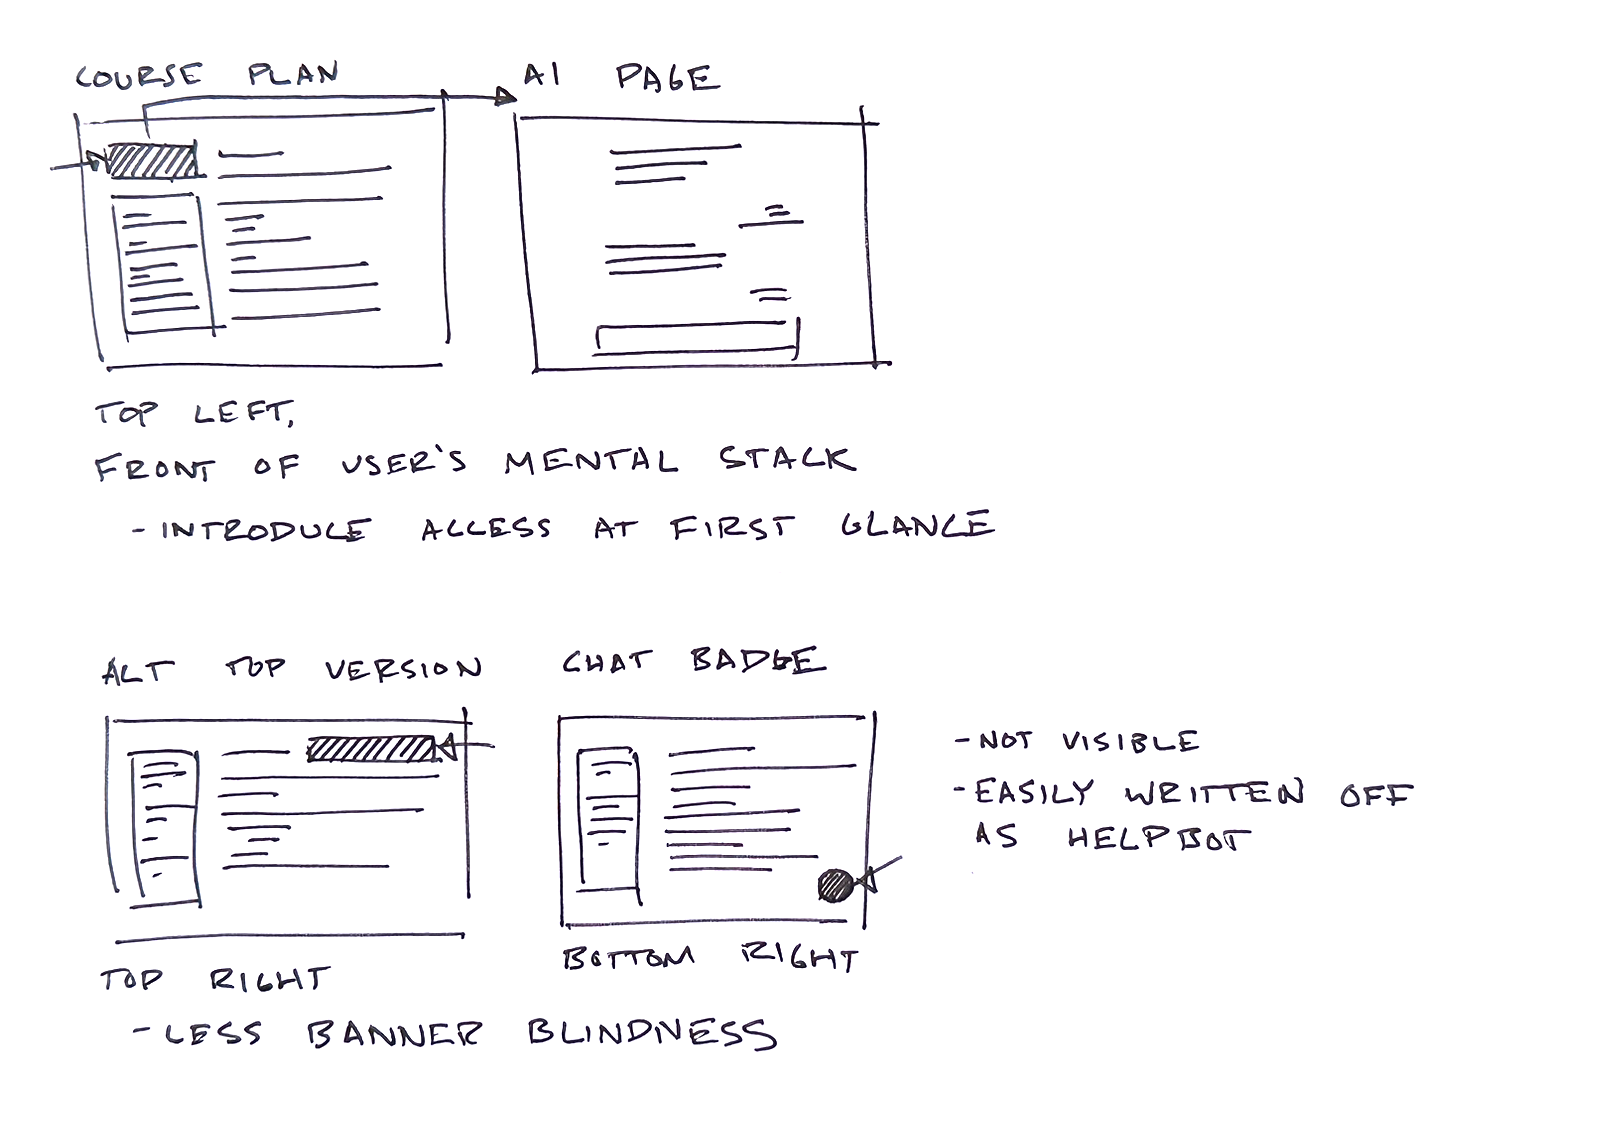 COURSE PLAN
AI PAGE
TOP LEFT,
FRONT OF USER'S MENTAL STACK
- INTRODUCE ACCESS AT FIRST GLANCE
ALT TOP VERSION
CHAT BADGE
- NOT VISIBLE
- EASILY WRITTEN OFF
AS HELPBOT
BOTTOM RIGHT
TOP RIGHT
- LESS BANNER BLINDNESS